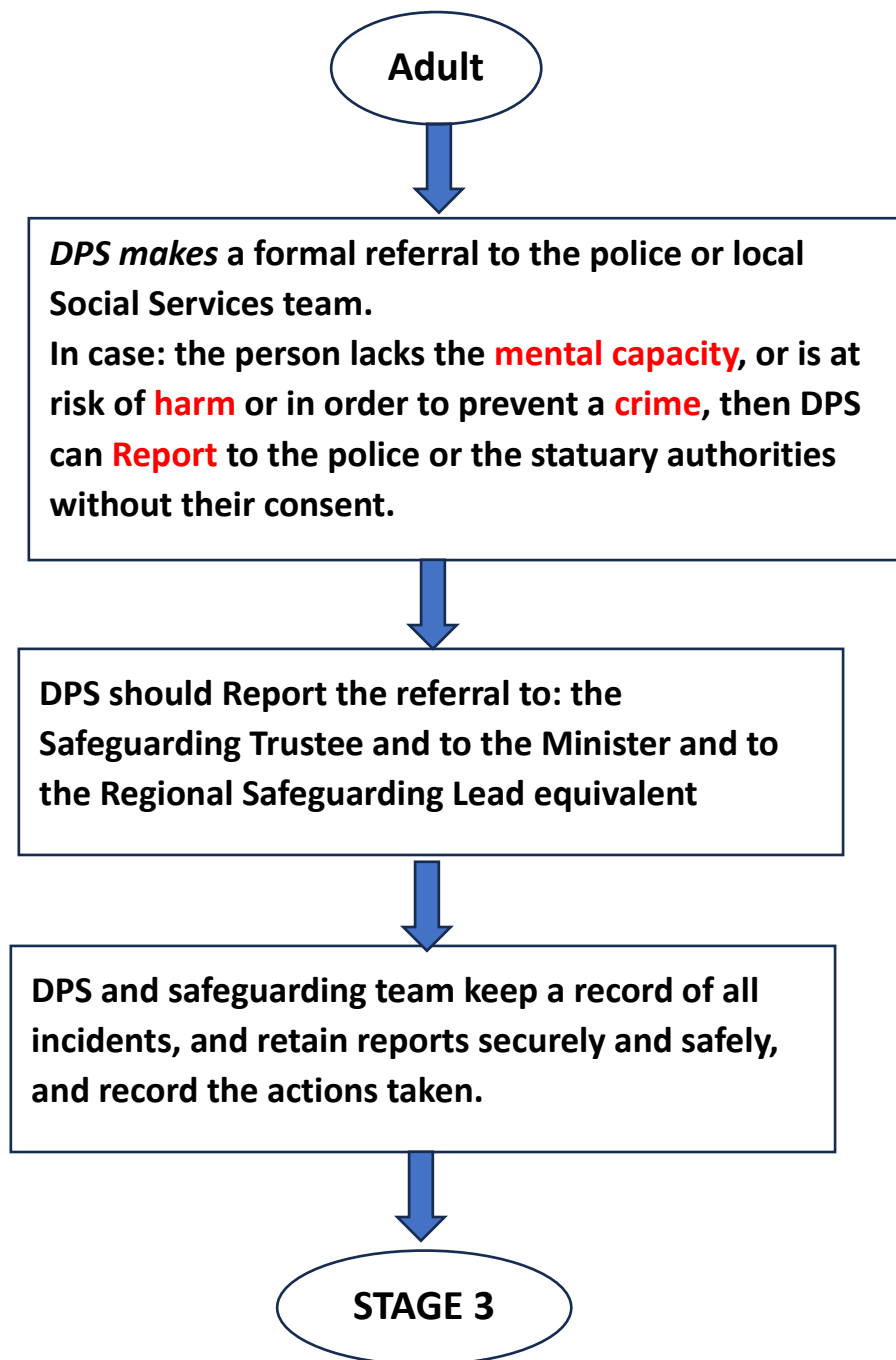 Adult
DPS makes a formal referral to the police or local
Social Services team.
In case: the person lacks the mental capacity, or is at
risk of harm or in order to prevent a crime, then DPS
can Report to the police or the statuary authorities
without their consent.
DPS should Report the referral to: the
Safeguarding Trustee and to the Minister and to
the Regional Safeguarding Lead equivalent
DPS and safeguarding team keep a record of all
incidents, and retain reports securely and safely,
and record the actions taken.
STAGE 3